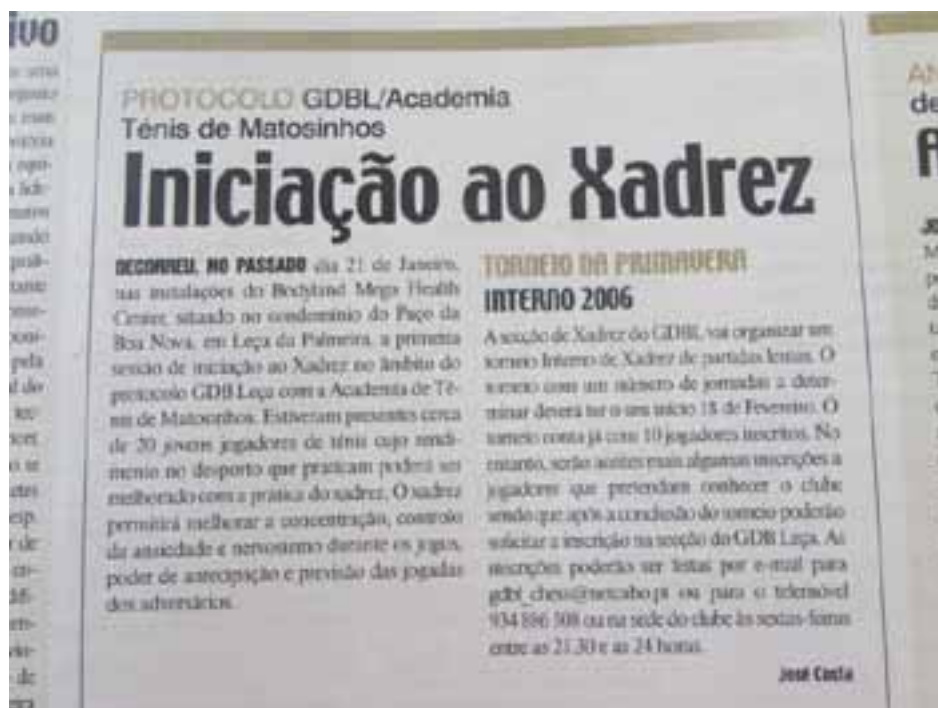 PROTOCOLO GDBL/Academia
Ténis de Matosinhos
Iniciação ao Xadrez
DECORREU, NO PASSADO dia 21 de Janeiro,
nas instalações do Bodyland Mega Health
Center, situado no condomínio do Paço da
Boa Nova, em Leça da Palmeira, a primeira
sessão de iniciação ao Xadrez no âmbito do
protocolo GDB Leça com a Academia de Té-
nis de Matosinhos. Estiveram presentes cerca
de 20 jovens jogadores de ténis cujo rendi-
mento no desporto que praticam poderá ser
melhorado com a prática do xadrez. O xadrez
permitirá melhorar a concentração, controlo
da ansiedade e nervosismo durante os jogos,
poder de antecipação e previsão das jogadas
dos adversários.
TORNEIO DA PRIMAVERA
INTERNO 2006
A secção de Xadrez do GDBL, vai organizar um
torneio Interno de Xadrez de partidas lentas. O
torneio com um número de jornadas a deter-
minar deverá ter o seu início 18 de Fevereiro. O
torneio conta já com 10 jogadores inscritos. No
entanto, serão aceites mais algumas inscrições a
jogadores que pretendam conhecer o clube
sendo que após a conclusão do torneio poderão
solicitar a inscrição na secção do GDB Leça. As
inscrições poderão ser feitas por e-mail para
gdbl_chess@netcabo.pt ou para o telemóvel
934 886 508 ou na sede do clube às sextas-feiras
entre as 21.30 e as 24 horas.
José Costa